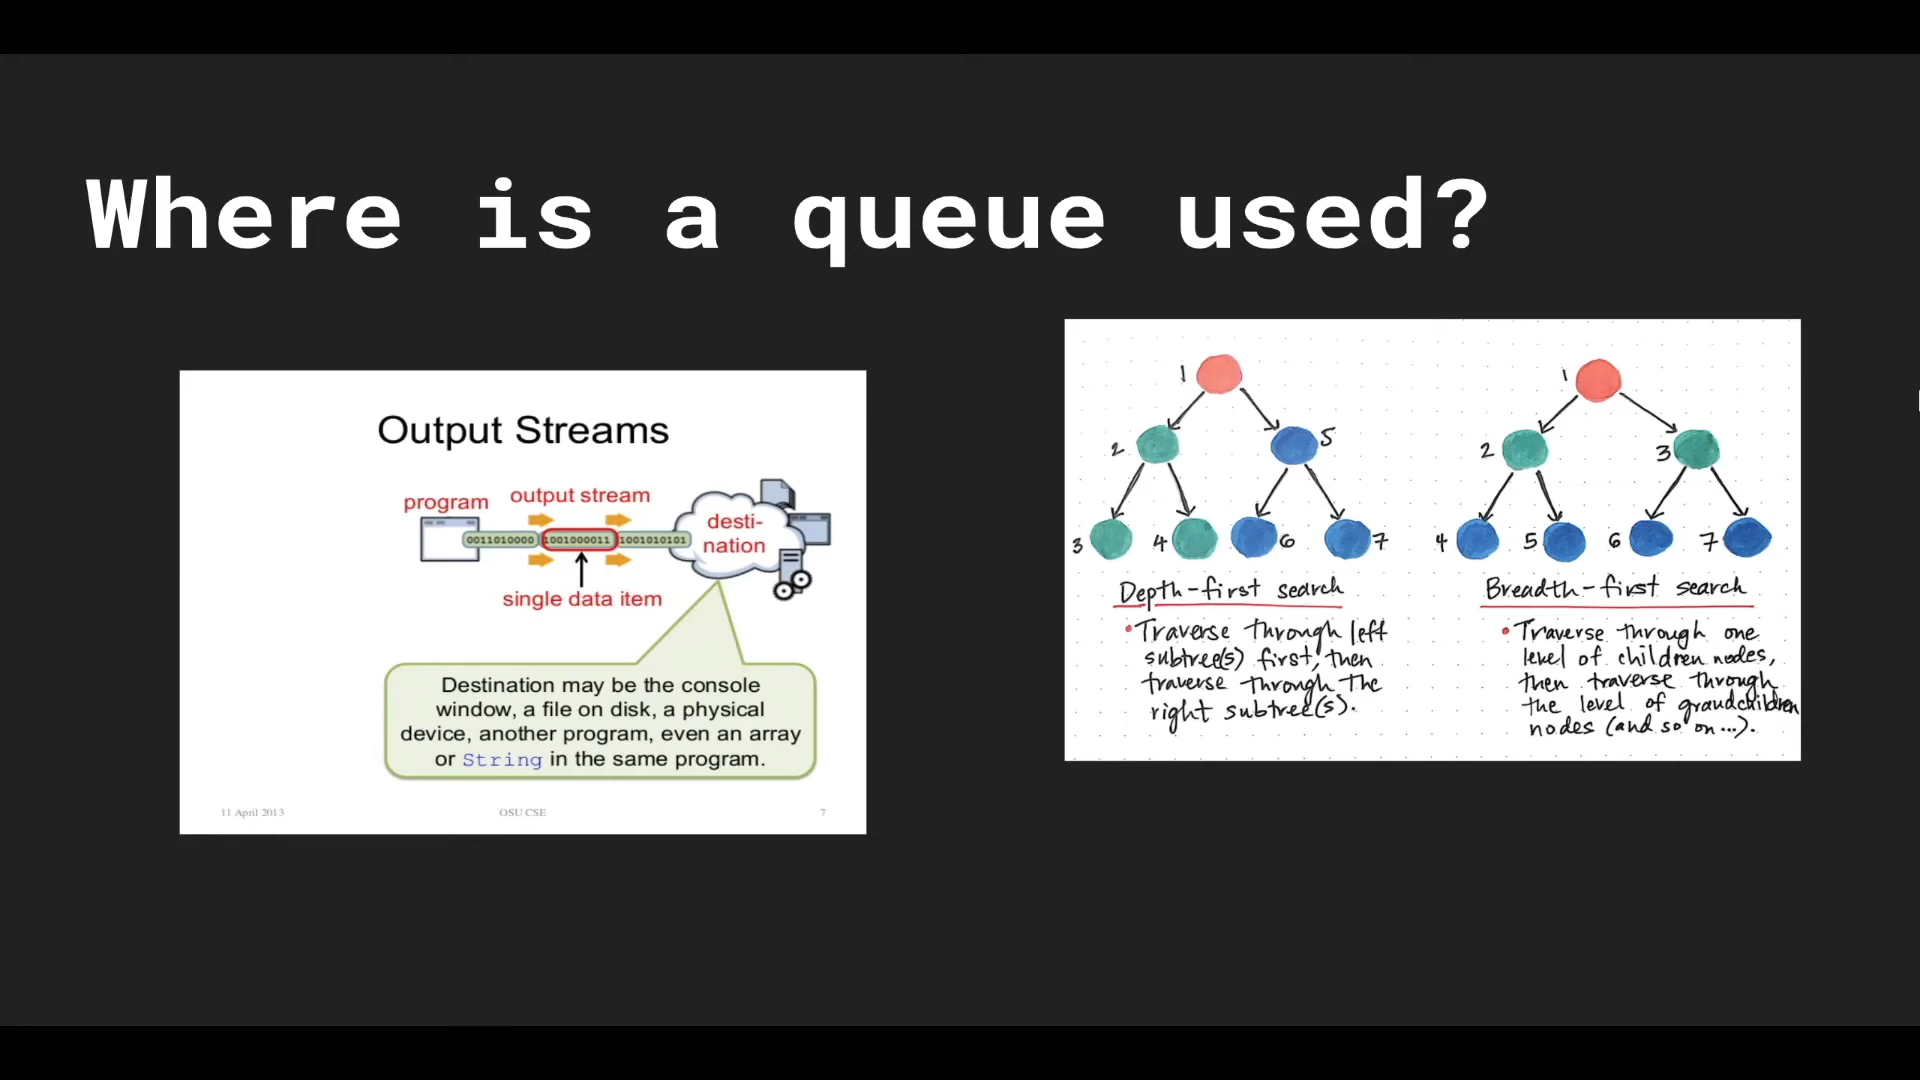 Where is a queue used?
Output Streams
program
output stream
0011010000
1001000011
1001010101
desti-
nation
single data item
Destination may be the console
window, a file on disk, a physical
device, another program, even an array
or String in the same program.
11 April 2013
OSU CSE
7
1
2
5
3
4
6
7
Depth-first search
•Traverse through left
subtree(s) first, then
traverse through the
right subtree(s).
1
2
3
4
5
6
7
Breadth-first search
•Traverse through one
level of children nodes,
then traverse through
the level of grandchildren
nodes (and so on...).